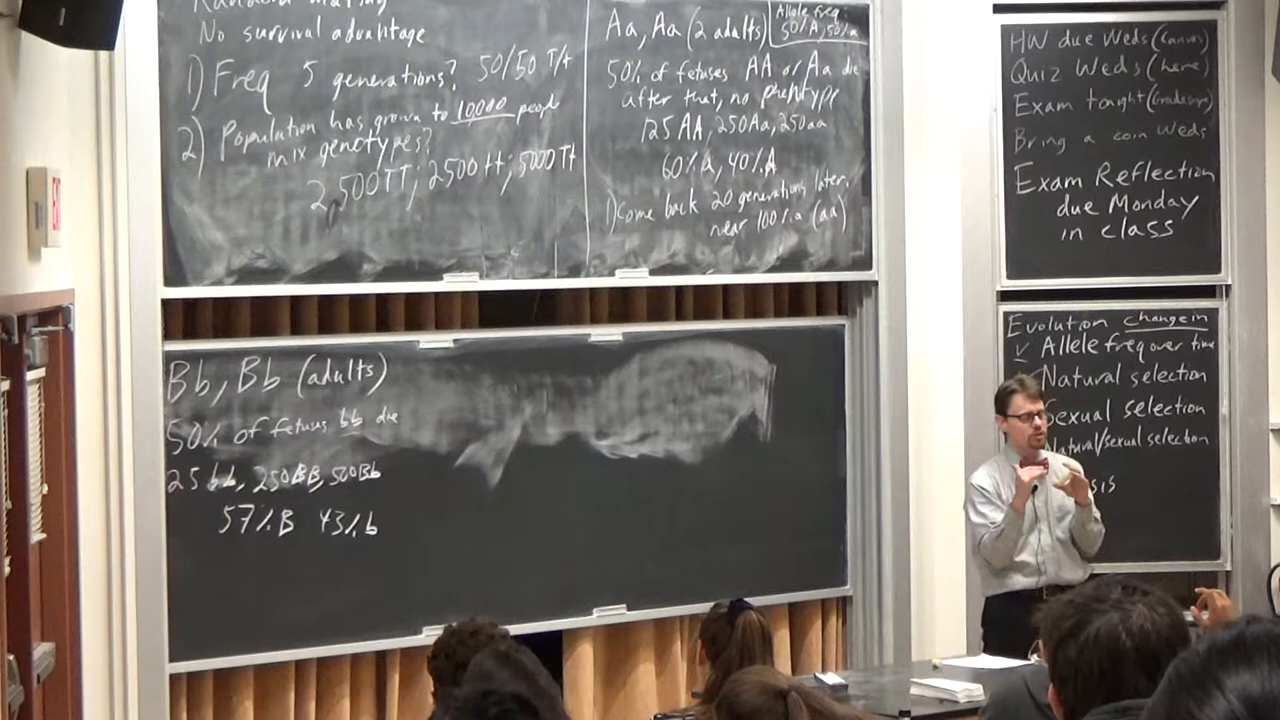 No survival advantage
1) Freq 5 generations? 50/50 T/t
2) Population has grown to 10,000 people
mix genotypes?
2,500 TT; 2500 tt; 5000 Tt
Aa, Aa (2 adults)
Allele freq:
50% A, 50% a
50% of fetuses AA or Aa die
after that, no phenotype
125 AA, 250 Aa, 250 aa
60% a, 40% A
1) Come back 20 generations later,
near 100% a (aa)
Bb, Bb (adults)
50% of fetuses bb die
25 bb, 250 BB, 500 Bb
57% B 43% b
HW due Weds (Canvas)
Quiz Weds (here)
Exam tonight (Gradescope)
Bring a coin Weds
Exam Reflection
due Monday
in class
Evolution change in
✓ Allele freq over time
Natural selection
Sexual selection
Natural/sexual selection
sis